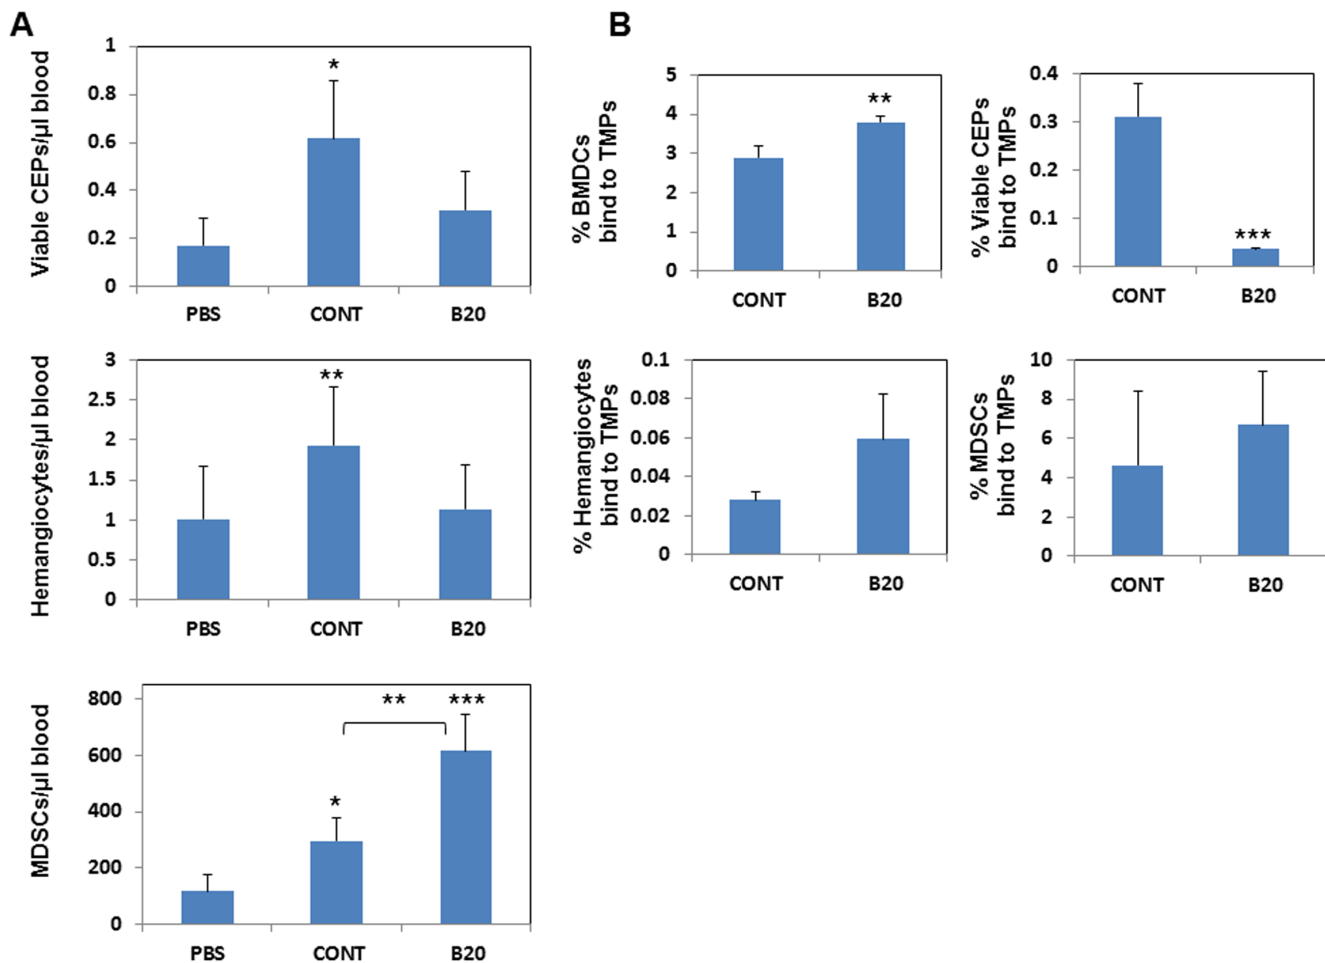 A
Viable CEPs/µl blood
1
0.8
0.6
0.4
0.2
0
*
PBS
CONT
B20
Hemangiocytes/µl blood
3
2.5
2
1.5
1
0.5
0
**
PBS
CONT
B20
MDSCs/µl blood
800
600
400
200
0
*
**
***
PBS
CONT
B20
B
% BMDCs
bind to TMPs
5
4
3
2
1
0
**
CONT
B20
% Viable CEPs
bind to TMPs
0.4
0.3
0.2
0.1
0
***
CONT
B20
% Hemangiocytes
bind to TMPs
0.1
0.08
0.06
0.04
0.02
0
CONT
B20
% MDSCs
bind to TMPs
10
8
6
4
2
0
CONT
B20